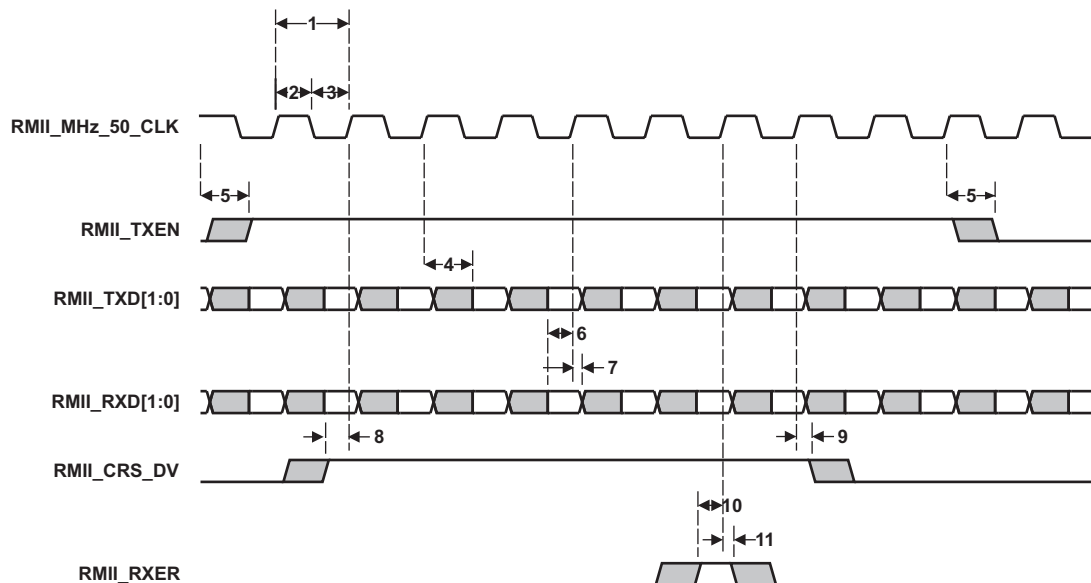 1
2
3
RMII_MHz_50_CLK
5
5
RMII_TXEN
4
RMII_TXD[1:0]
6
7
RMII_RXD[1:0]
8
9
RMII_CRS_DV
10
11
RMII_RXER